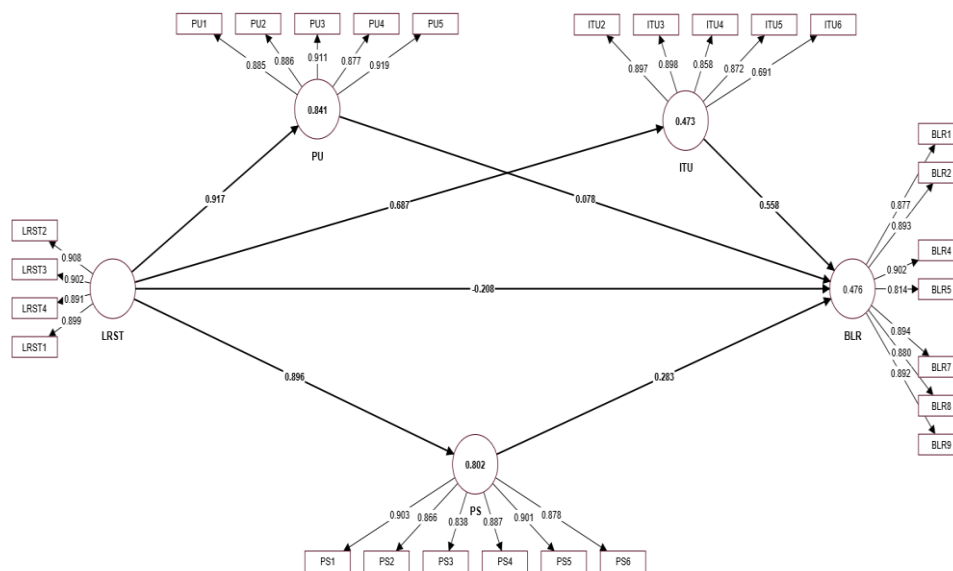 PU1
PU2
PU3
PU4
PU5
ITU2
ITU3
ITU4
ITU5
ITU6
0.885
0.886
0.911
0.877
0.919
0.897
0.898
0.858
0.872
0.691
0.841
PU
0.473
ITU
BLR1
BLR2
0.877
0.893
0.917
0.687
0.078
0.558
LRST2
LRST3
LRST4
LRST1
0.908
0.902
0.891
0.899
LRST
-0.208
0.476
BLR
0.902
0.814
BLR4
BLR5
0.894
0.880
0.892
BLR7
BLR8
BLR9
0.896
0.283
0.802
PS
0.903
0.866
0.838
0.887
0.901
0.878
PS1
PS2
PS3
PS4
PS5
PS6